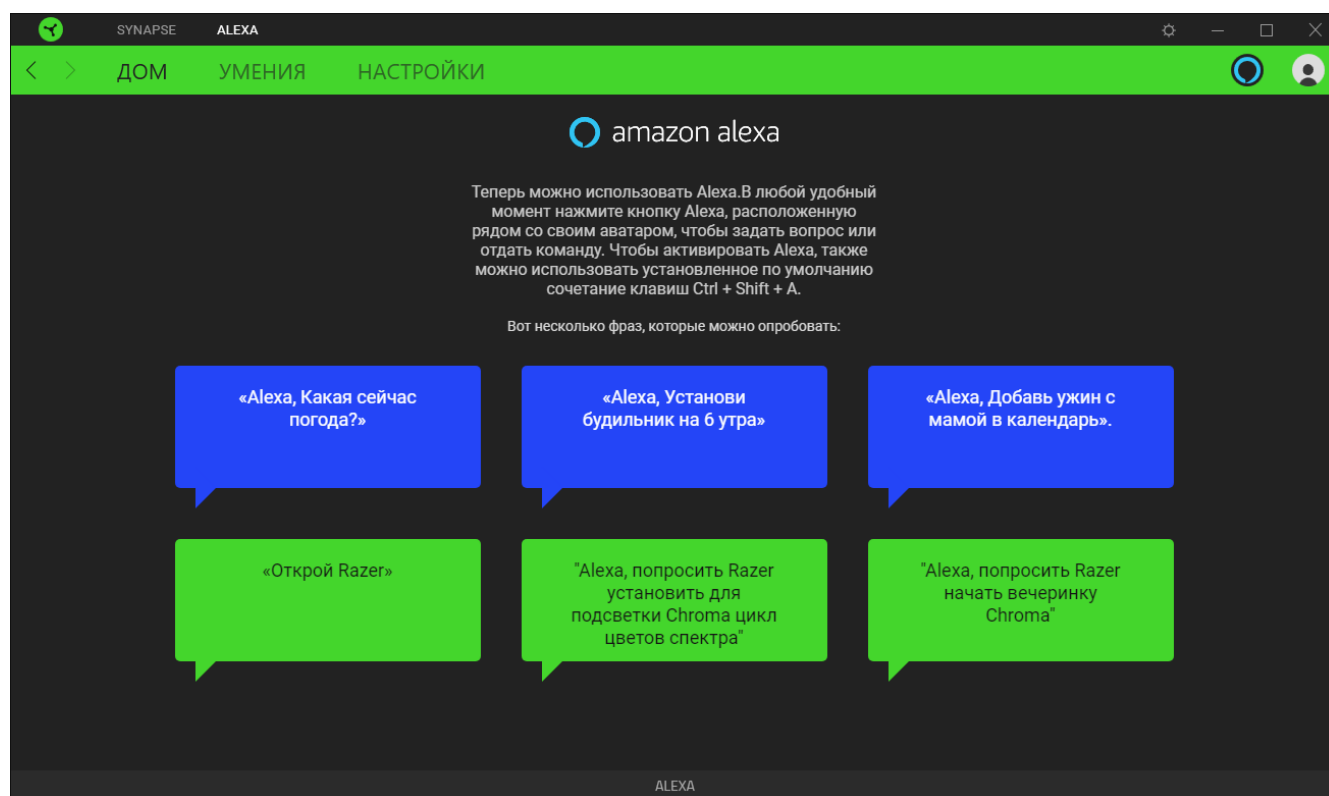 SYNAPSE ALEXA
ДОМ УМЕНИЯ НАСТРОЙКИ
amazon alexa
Теперь можно использовать Alexa.В любой удобный
момент нажмите кнопку Alexa, расположенную
рядом со своим аватаром, чтобы задать вопрос или
отдать команду. Чтобы активировать Alexa, также
можно использовать установленное по умолчанию
сочетание клавиш Ctrl + Shift + A.
Вот несколько фраз, которые можно опробовать:
«Alexa, Какая сейчас
погода?»
«Alexa, Установи
будильник на 6 утра»
«Alexa, Добавь ужин с
мамой в календарь».
«Открой Razer»
"Alexa, попросить Razer
установить для
подсветки Chroma цикл
цветов спектра"
"Alexa, попросить Razer
начать вечеринку
Chroma"
ALEXA